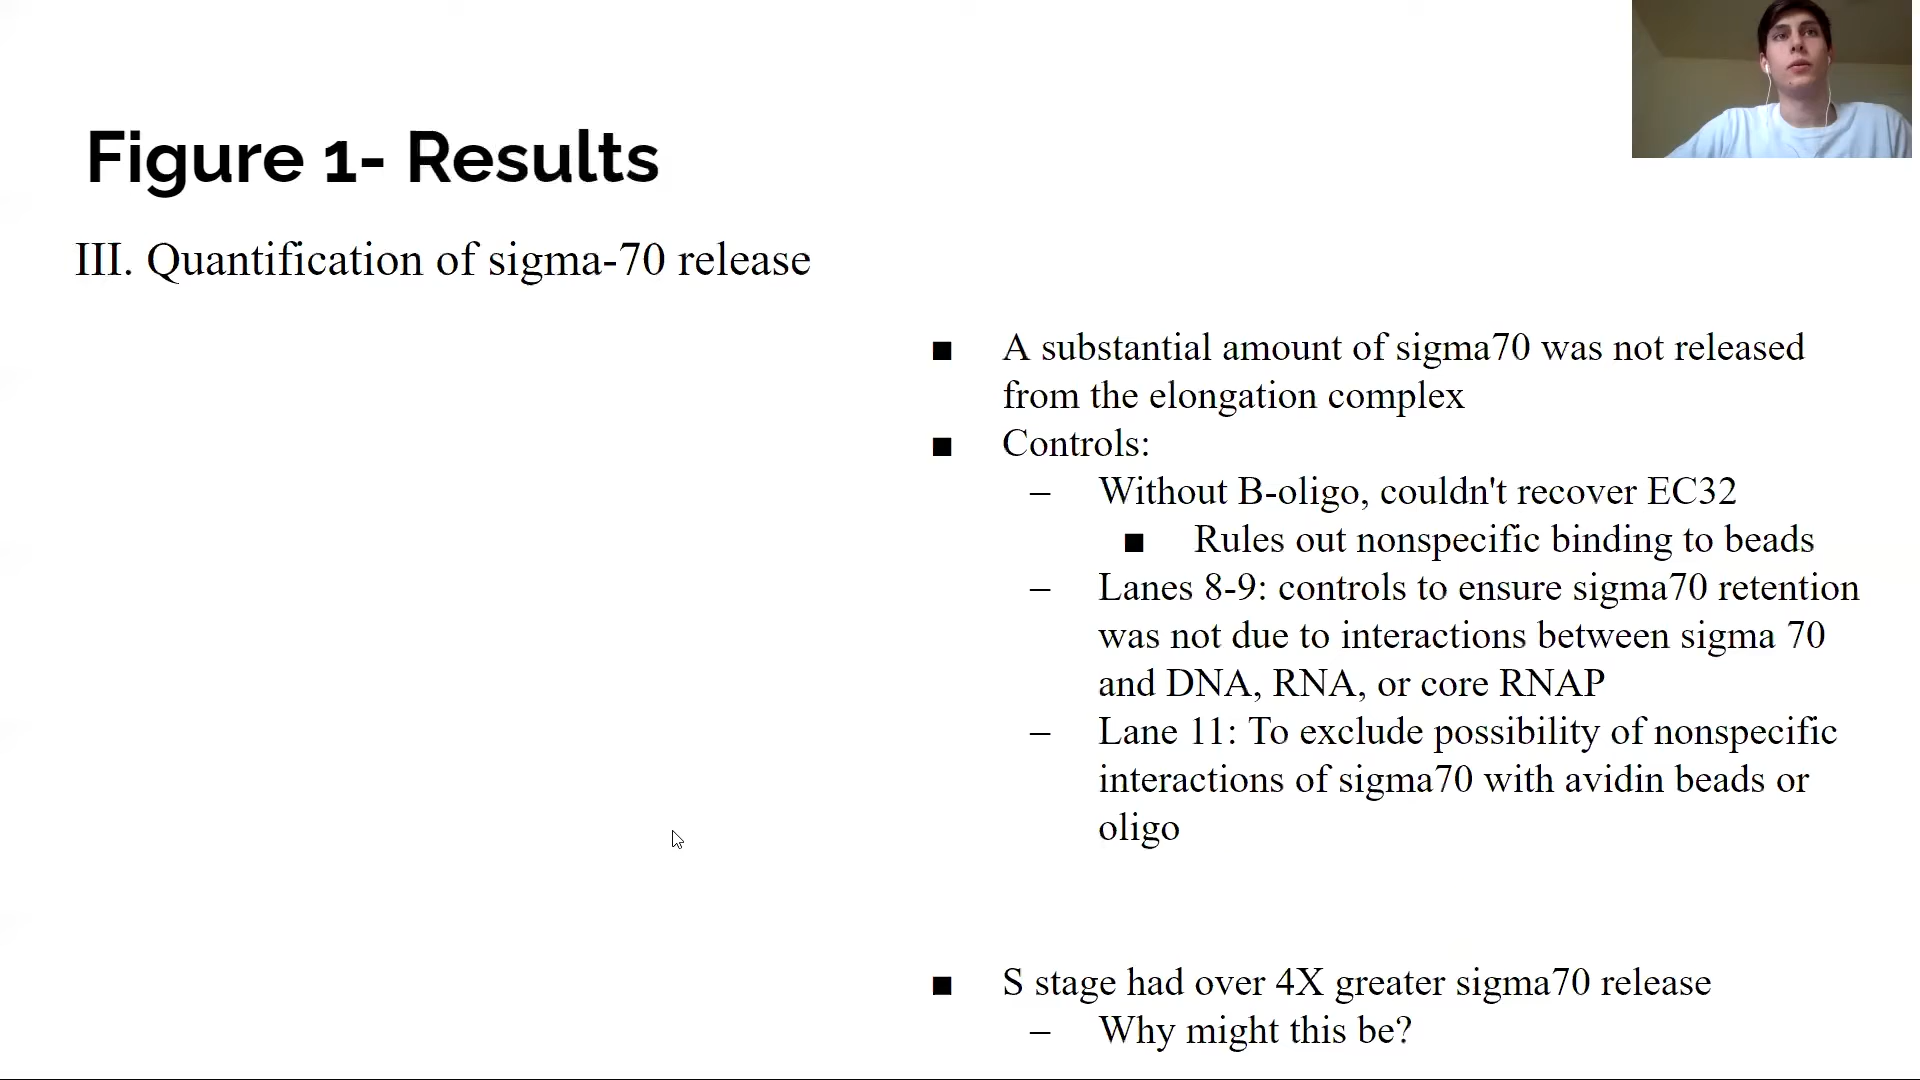 Figure 1- Results
III. Quantification of sigma-70 release
■ A substantial amount of sigma70 was not released
from the elongation complex
■ Controls:
– Without B-oligo, couldn't recover EC32
■ Rules out nonspecific binding to beads
– Lanes 8-9: controls to ensure sigma70 retention
was not due to interactions between sigma 70
and DNA, RNA, or core RNAP
– Lane 11: To exclude possibility of nonspecific
interactions of sigma70 with avidin beads or
oligo
■ S stage had over 4X greater sigma70 release
– Why might this be?